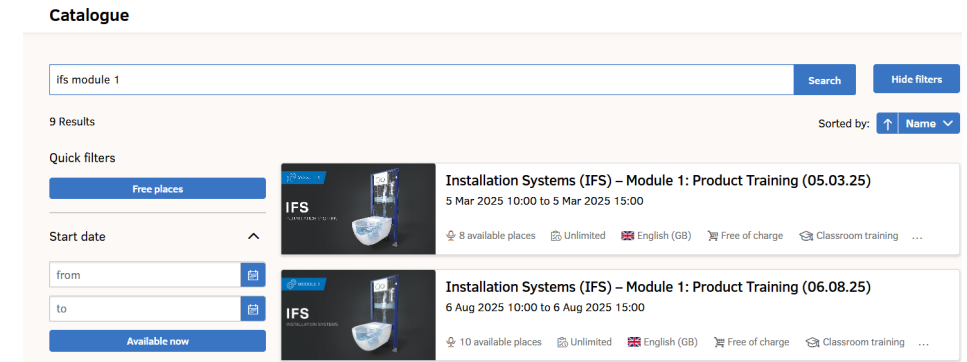 Catalogue
ifs module 1
Search
Hide filters
9 Results
Sorted by:
Name
Quick filters
Free places
Start date
from
to
Available now
IFS
Installation Systems (IFS) – Module 1: Product Training (05.03.25)
5 Mar 2025 10:00 to 5 Mar 2025 15:00
8 available places Unlimited English (GB) Free of charge Classroom training ...
MODULE 1
IFS
INSTALLATION SYSTEMS
Installation Systems (IFS) – Module 1: Product Training (06.08.25)
6 Aug 2025 10:00 to 6 Aug 2025 15:00
10 available places Unlimited English (GB) Free of charge Classroom training ...